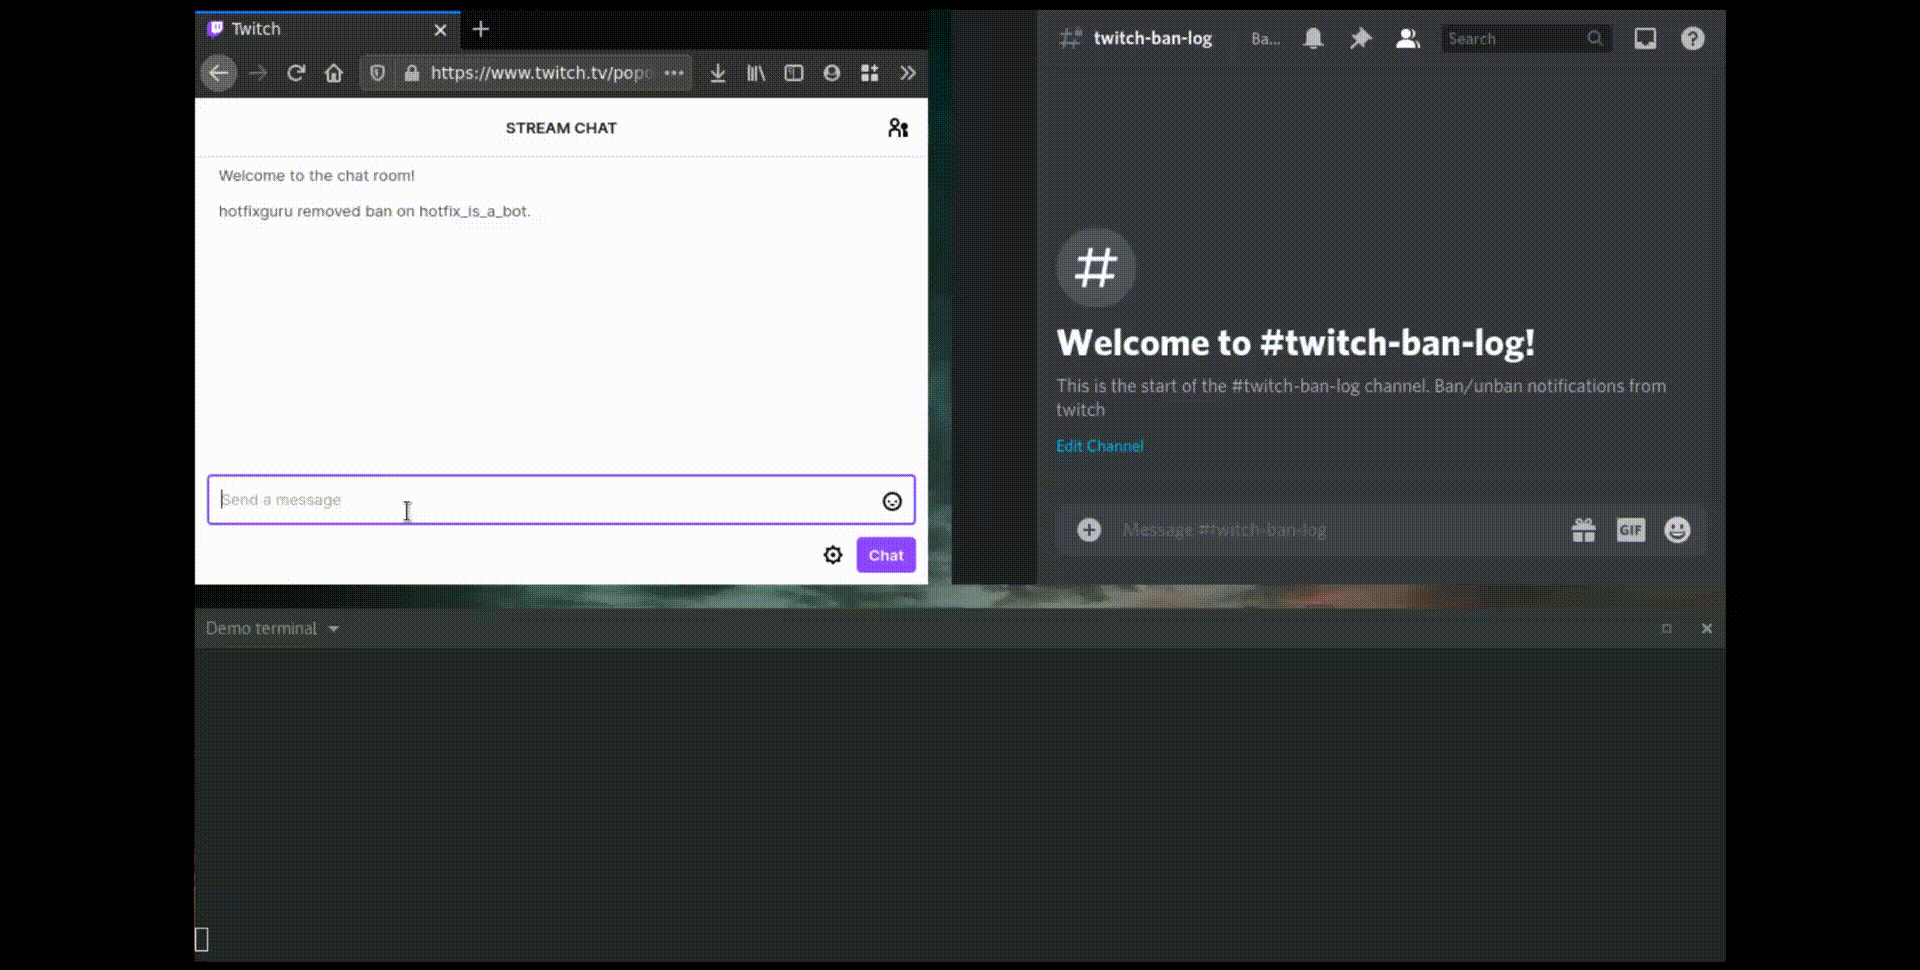 Twitch
https://www.twitch.tv/popo
STREAM CHAT
Welcome to the chat room!
hotfixguru removed ban on hotfix_is_a_bot.
Send a message
Chat
twitch-ban-log
Ba...
Search
Welcome to #twitch-ban-log!
This is the start of the #twitch-ban-log channel. Ban/unban notifications from
twitch
Edit Channel
Message #twitch-ban-log
GIF
Demo terminal